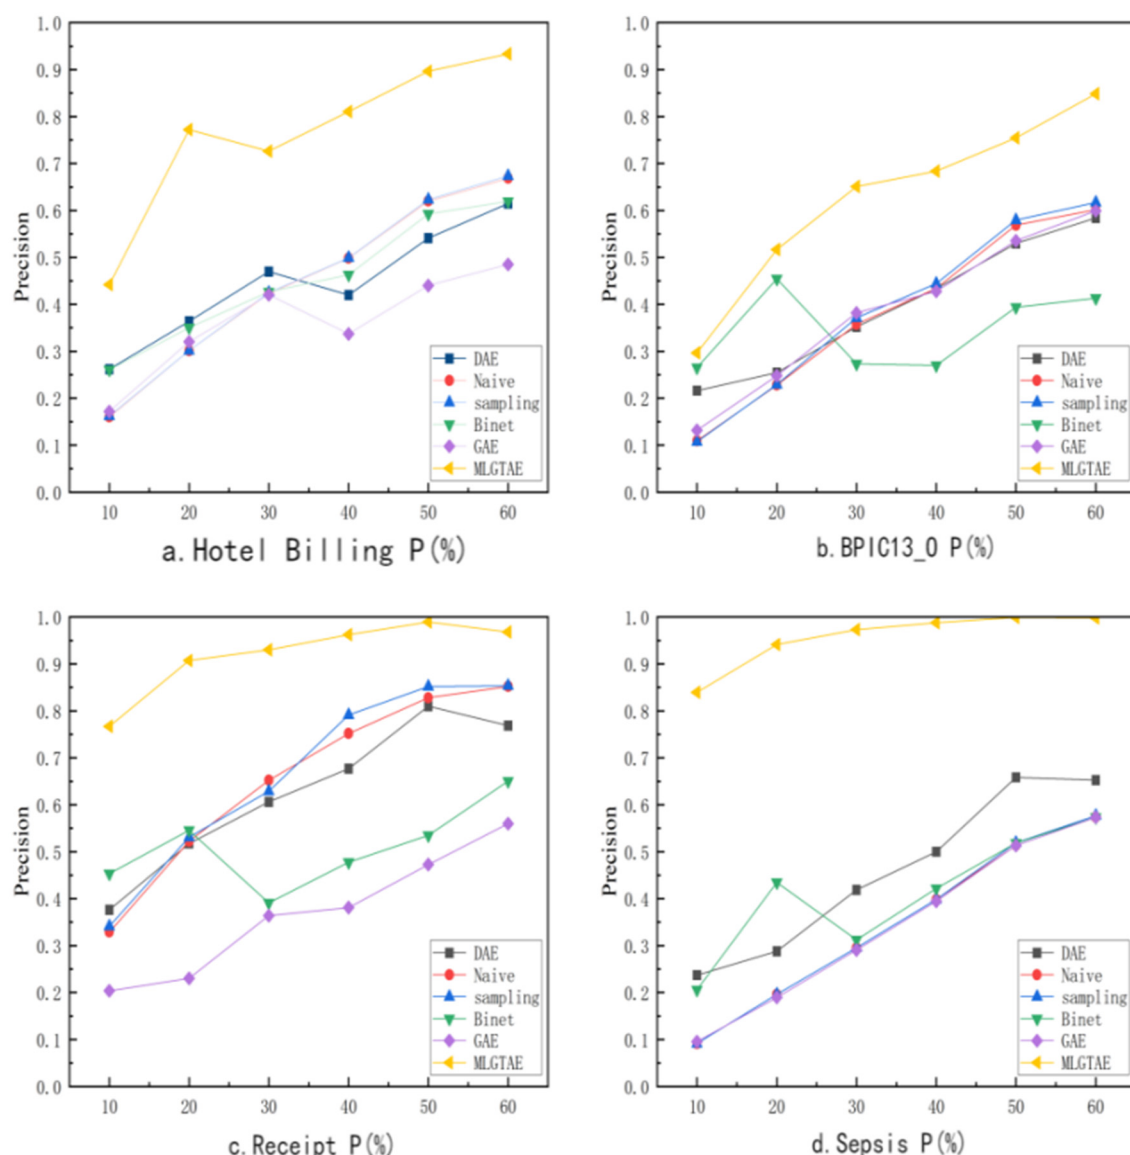 1.0
0.9
0.8
0.7
0.6
0.5
0.4
0.3
0.2
0.1
0.0
Precision
10 20 30 40 50 60
DAE
Naive
sampling
Binet
GAE
MLGTAE
a.Hotel Billing P(%)
1.0
0.9
0.8
0.7
0.6
0.5
0.4
0.3
0.2
0.1
0.0
Precision
10 20 30 40 50 60
DAE
Naive
sampling
Binet
GAE
MLGTAE
b.BPIC13_O P(%)
1.0
0.9
0.8
0.7
0.6
0.5
0.4
0.3
0.2
0.1
0.0
Precision
10 20 30 40 50 60
DAE
Naive
sampling
Binet
GAE
MLGTAE
c.Receipt P(%)
1.0
0.9
0.8
0.7
0.6
0.5
0.4
0.3
0.2
0.1
0.0
Precision
10 20 30 40 50 60
DAE
Naive
sampling
Binet
GAE
MLGTAE
d.Sepsis P(%)